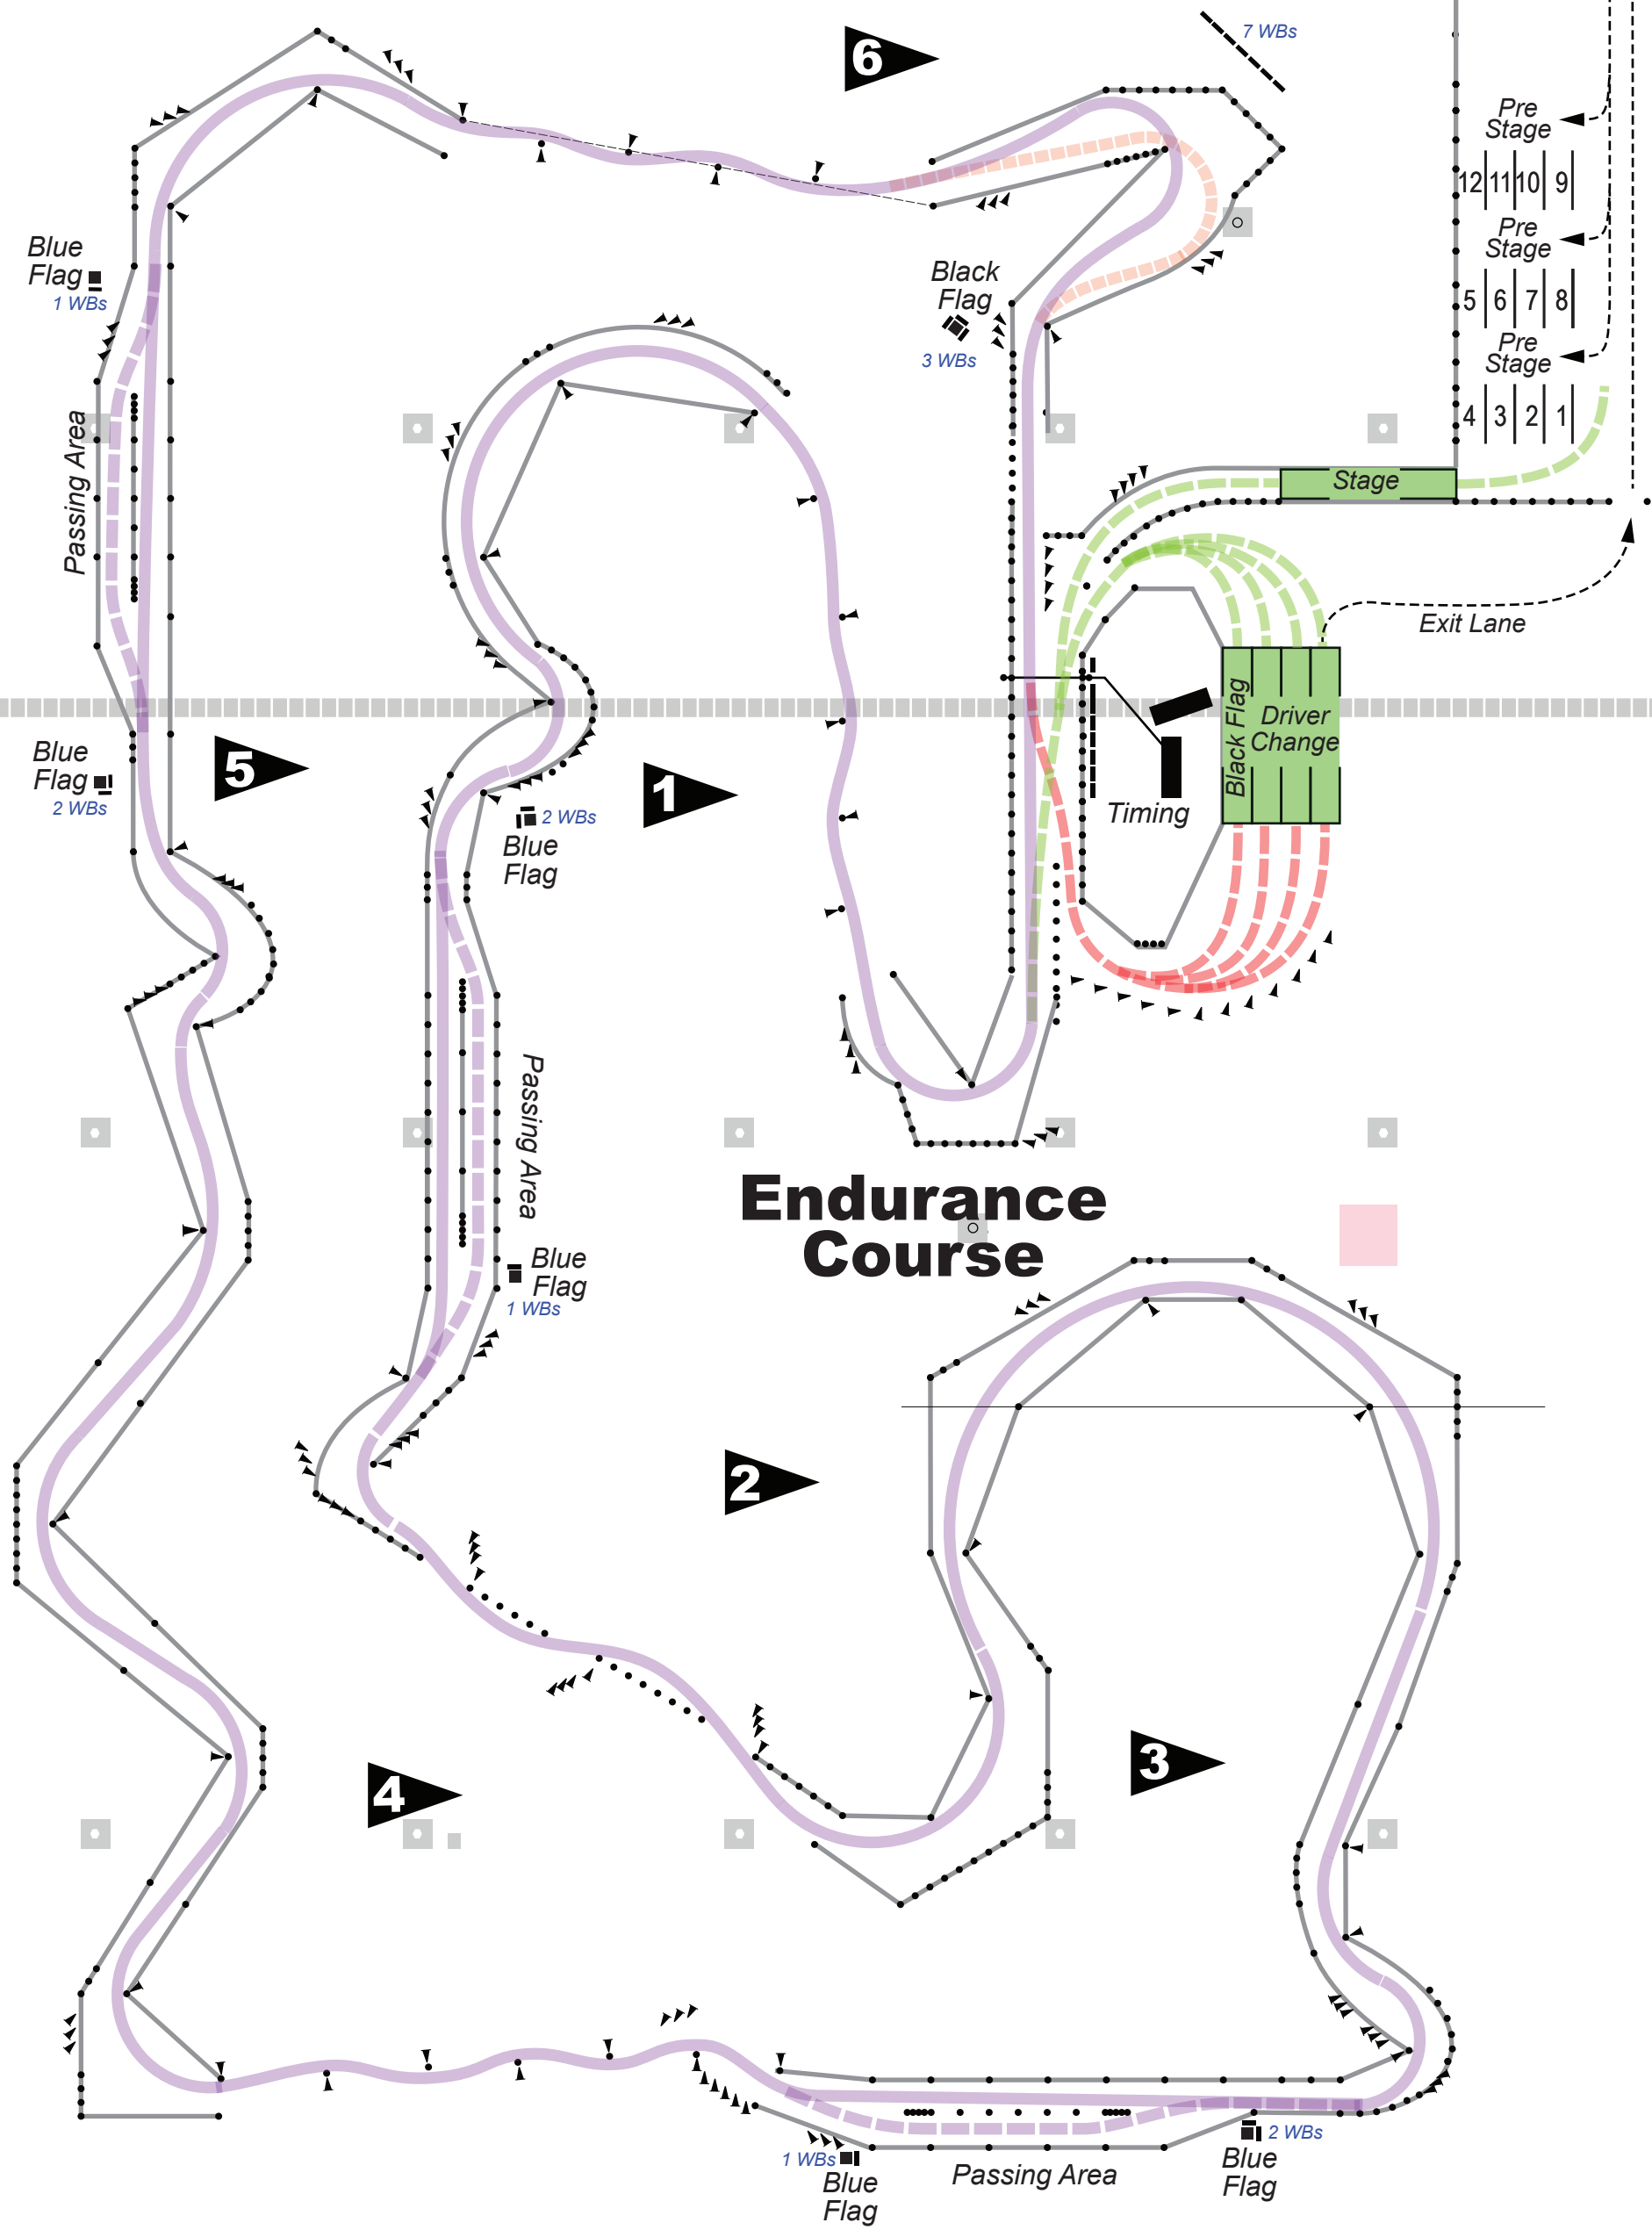 7 WBs
6
Pre
Stage
12 11 10 9
Pre
Stage
5 6 7 8
Pre
Stage
4 3 2 1
Blue
Flag
1 WBs
Black
Flag
3 WBs
Passing Area
Stage
Exit Lane
Black Flag
Driver
Change
Timing
Blue
Flag
2 WBs
5
1
2 WBs
Blue
Flag
Passing Area
Endurance
Course
Blue
Flag
1 WBs
2
3
4
1 WBs
Blue
Flag
Passing Area
2 WBs
Blue
Flag